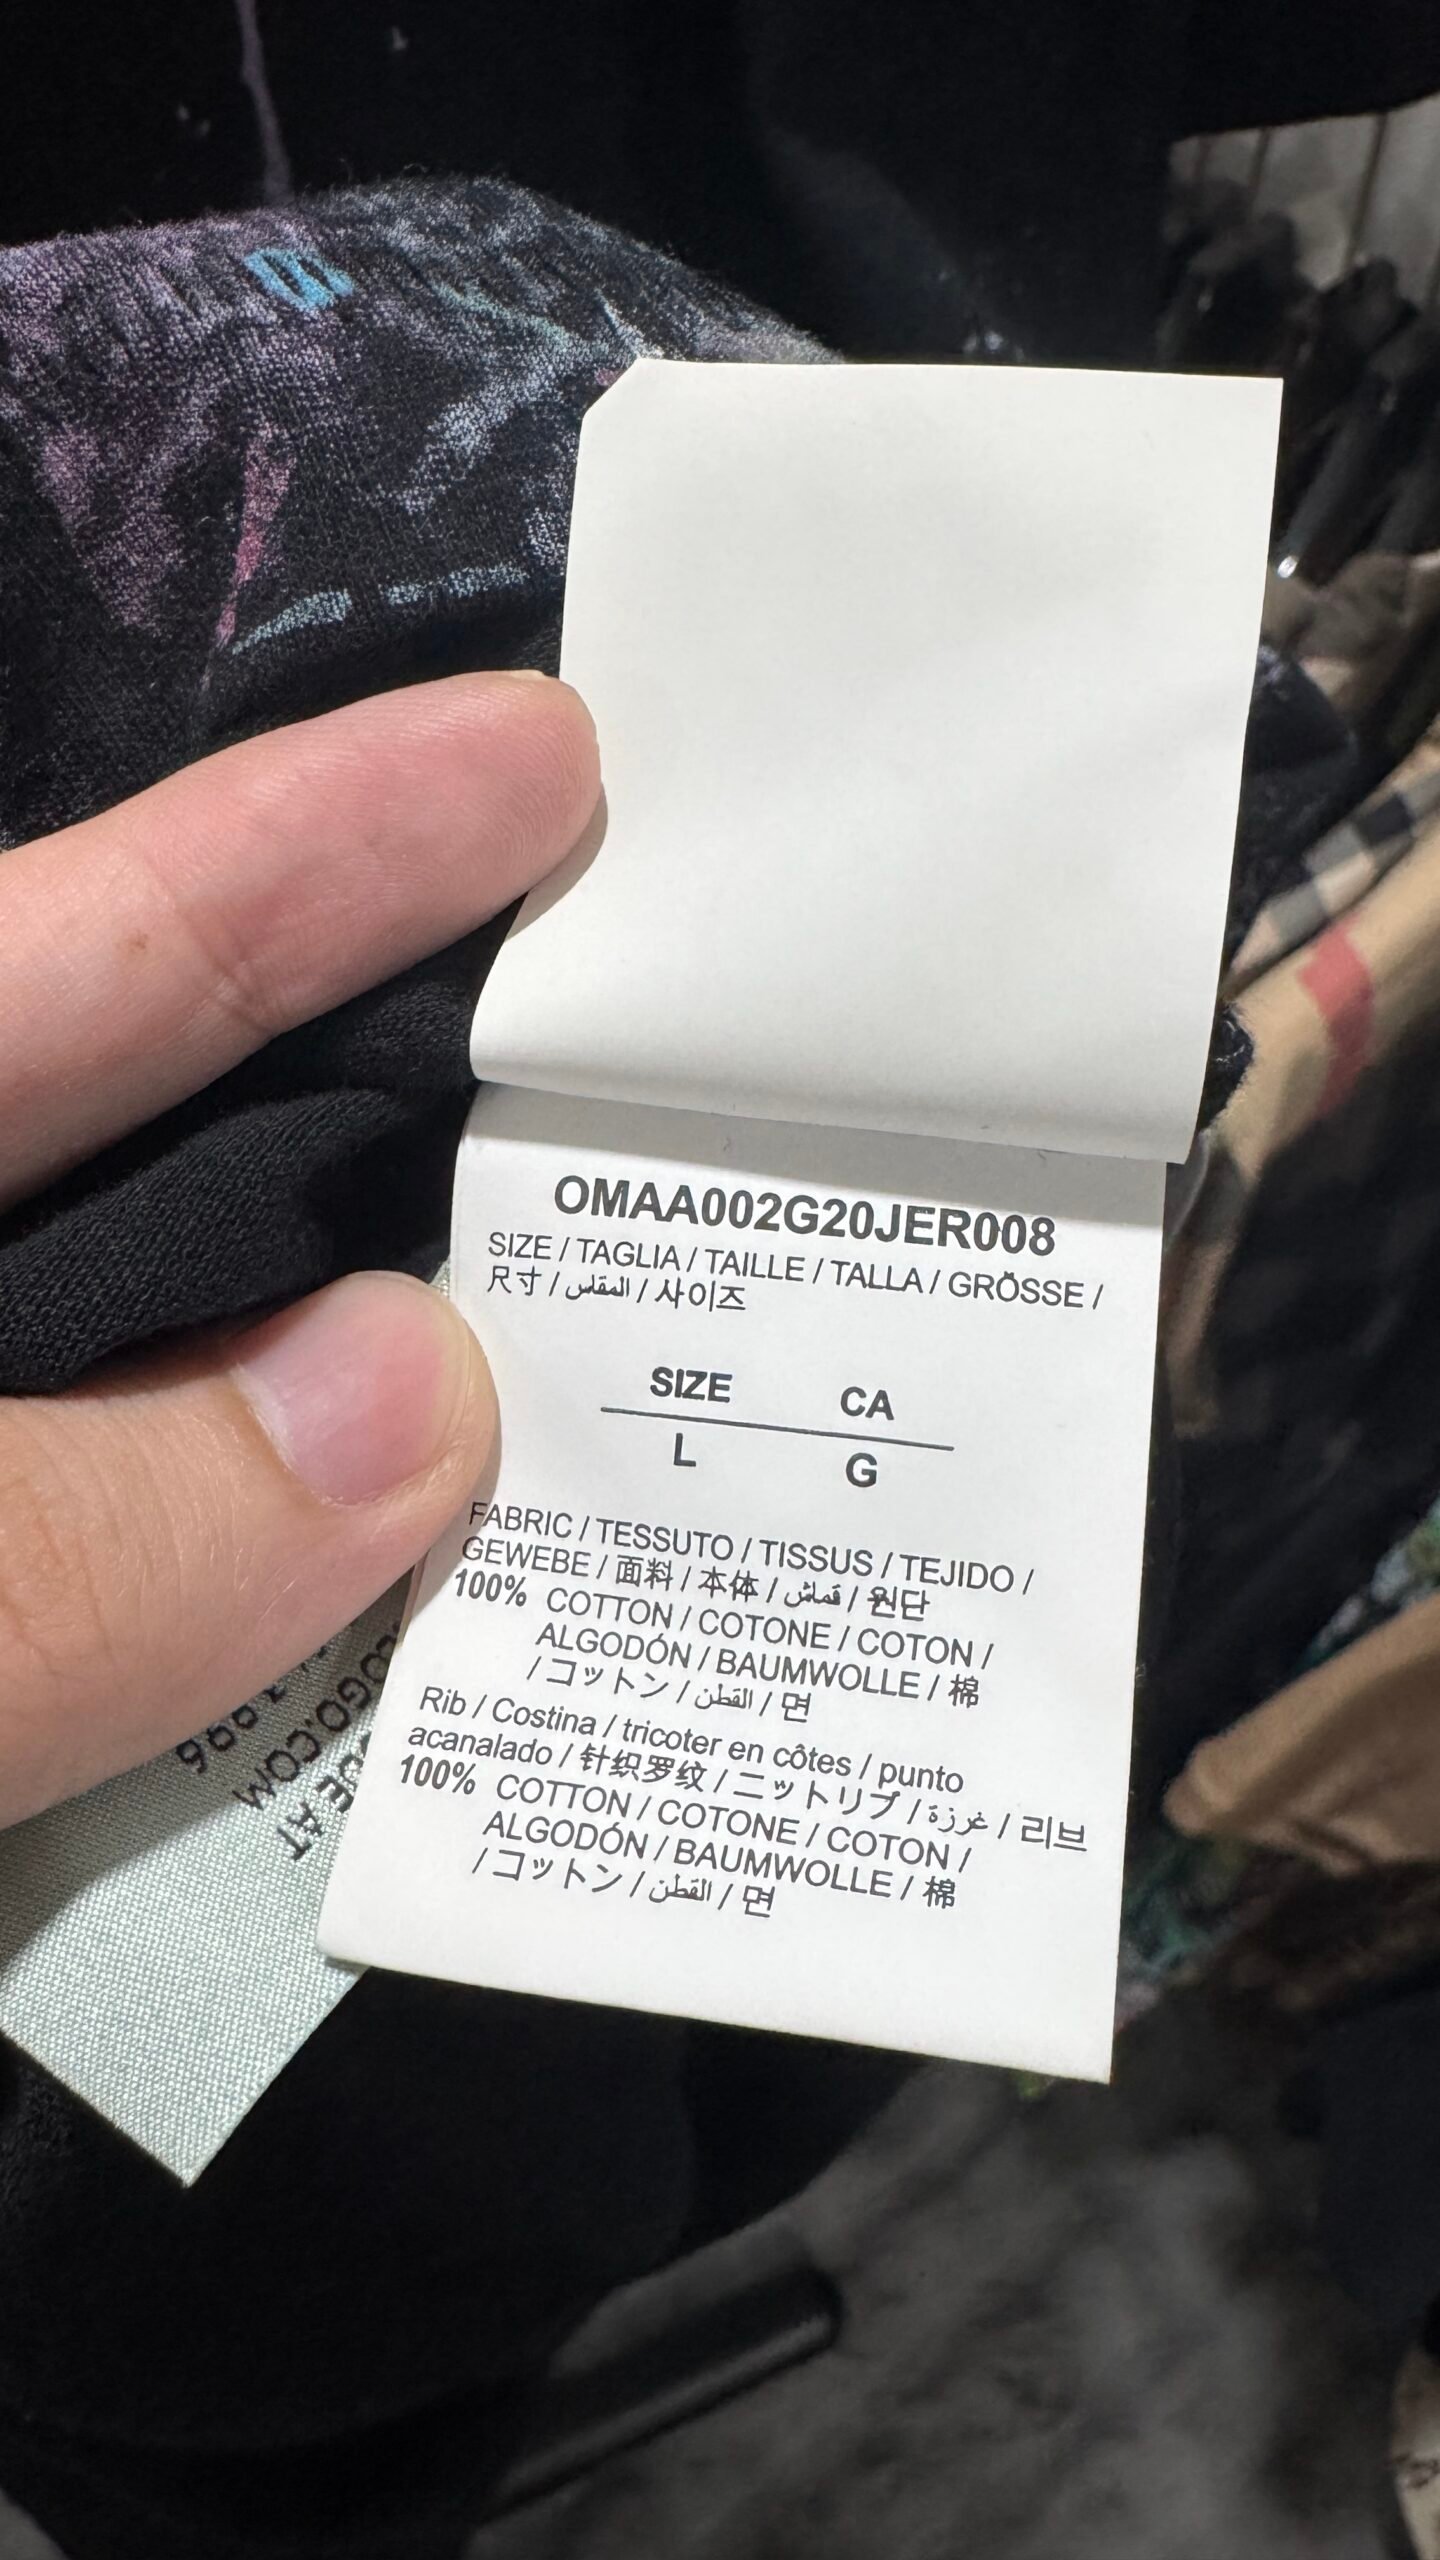 OMAA002G20JER008
SIZE / TAGLIA / TAILLE / TALLA / GRÖSSE /
尺寸 / المقاس / 사이즈
SIZE CA
L G
FABRIC / TESSUTO / TISSUS / TEJIDO /
GEWEBE / 面料 / 本体 / قماش / 원단
100% COTTON / COTONE / COTON /
ALGODÓN / BAUMWOLLE / 棉
/ コットン / القطن / 면
Rib / Costina / tricoter en côtes / punto
acanalado / 针织罗纹 / ニットリブ / غرزة / 리브
100% COTTON / COTONE / COTON /
ALGODÓN / BAUMWOLLE / 棉
/ コットン / القطن / 면
AT
LOGO.COM